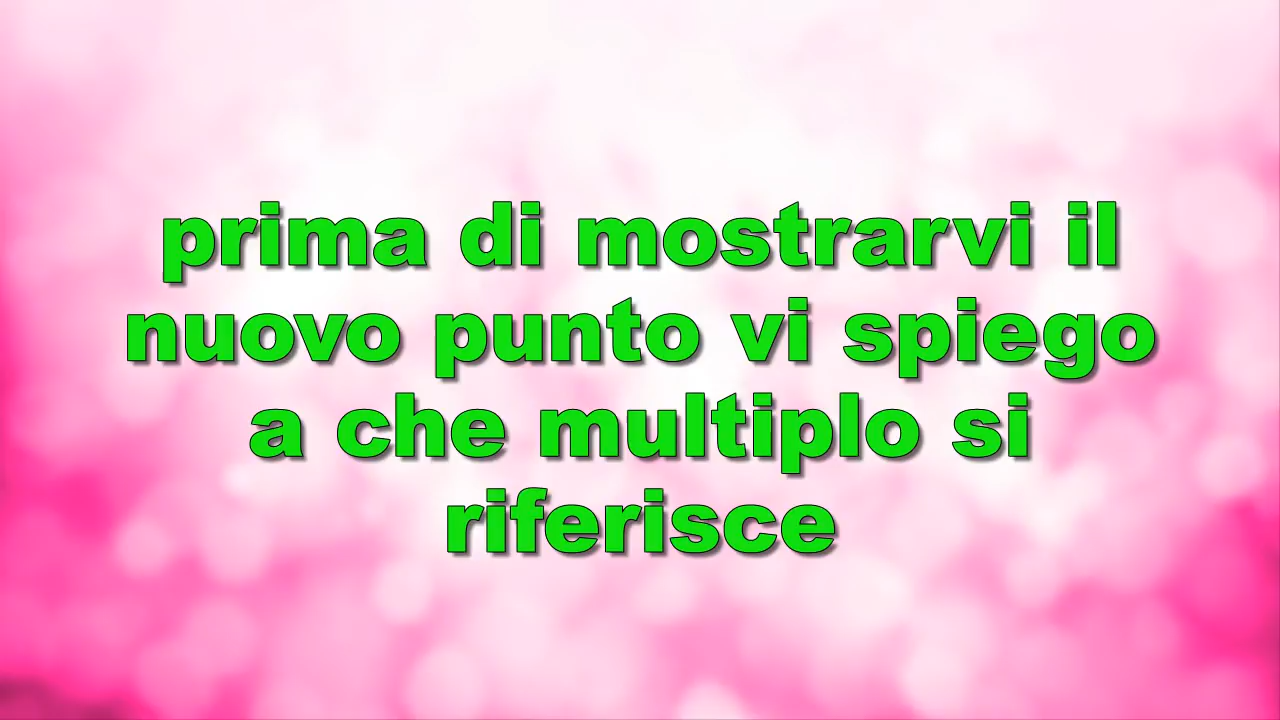 prima di mostrarvi il
nuovo punto vi spiego
a che multiplo si
riferisce